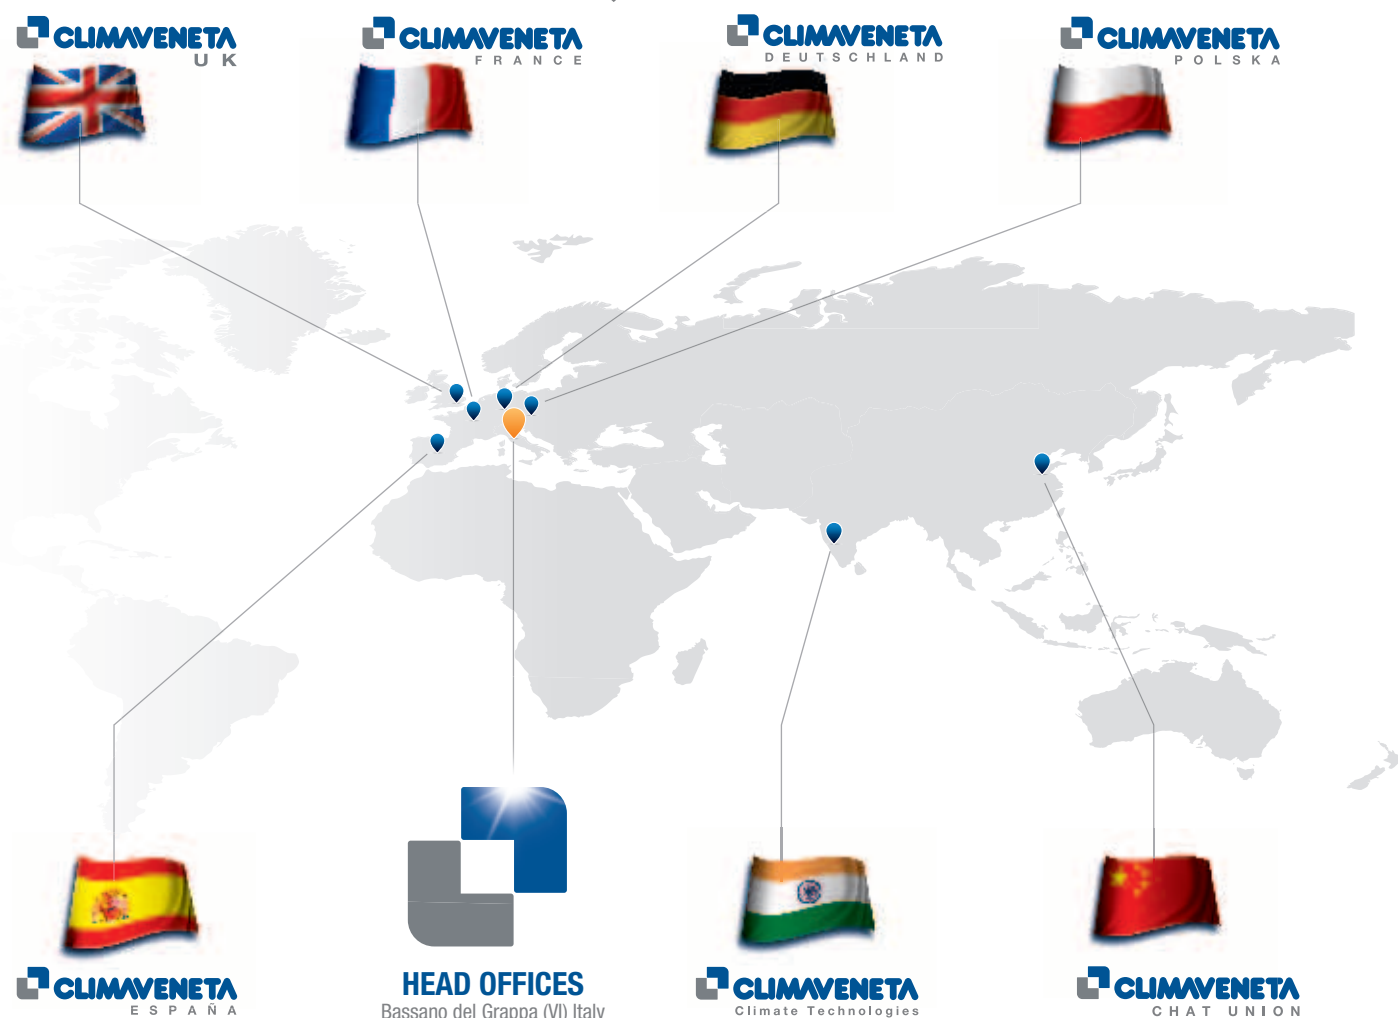 CLIMAVENETA
UK
CLIMAVENETA
FRANCE
CLIMAVENETA
DEUTSCHLAND
CLIMAVENETA
POLSKA
CLIMAVENETA
ESPAÑA
HEAD OFFICES
Bassano del Grappa (VI) Italy
CLIMAVENETA
Climate Technologies
CLIMAVENETA
CHAT UNION